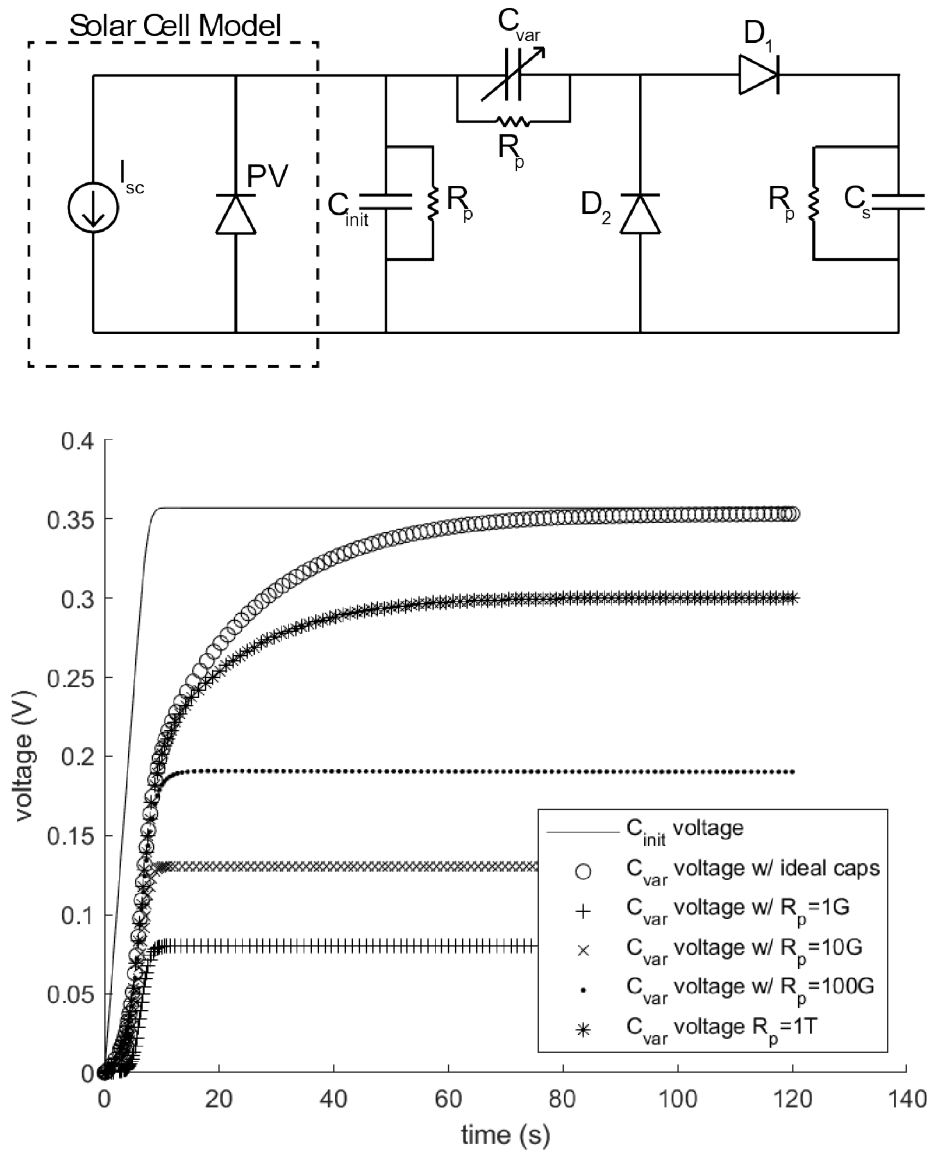 Solar Cell Model
C_var
D_1
R_p
I_sc
PV
C_init
R_p
D_2
R_p
C_s
0.4
0.35
0.3
0.25
0.2
0.15
0.1
0.05
0
voltage (V)
0 20 40 60 80 100 120 140
time (s)
C_init voltage
C_var voltage w/ ideal caps
C_var voltage w/ R_p=1G
C_var voltage w/ R_p=10G
C_var voltage w/ R_p=100G
C_var voltage R_p=1T